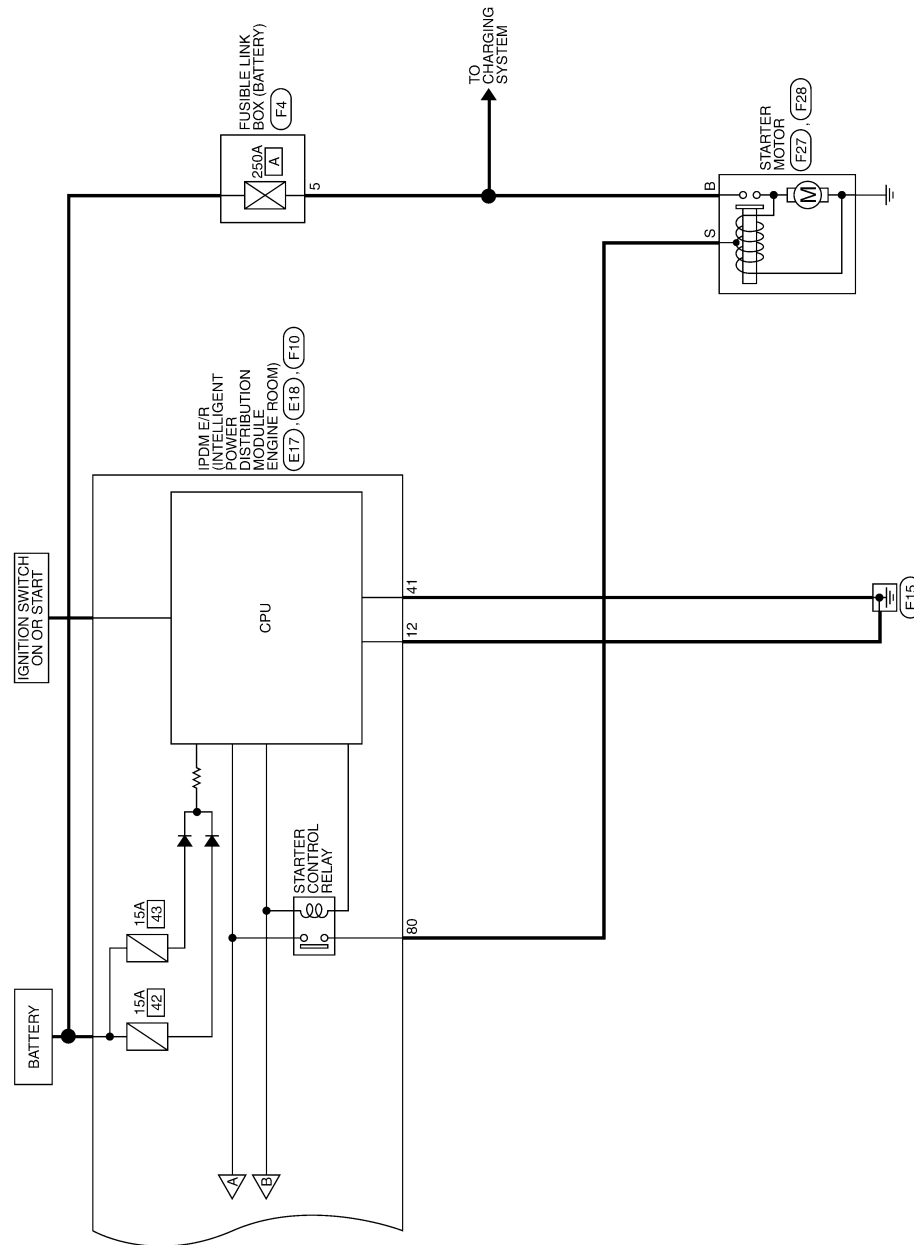 BATTERY
IGNITION SWITCH
ON OR START
15A
42
15A
43
A
B
STARTER
CONTROL
RELAY
80
CPU
12
41
IPDM E/R
(INTELLIGENT
POWER
DISTRIBUTION
MODULE
ENGINE ROOM)
E17 , E18 , F10
FUSIBLE LINK
BOX (BATTERY)
F4
250A
A
5
TO
CHARGING
SYSTEM
S
B
STARTER
MOTOR
F27 , F28
M